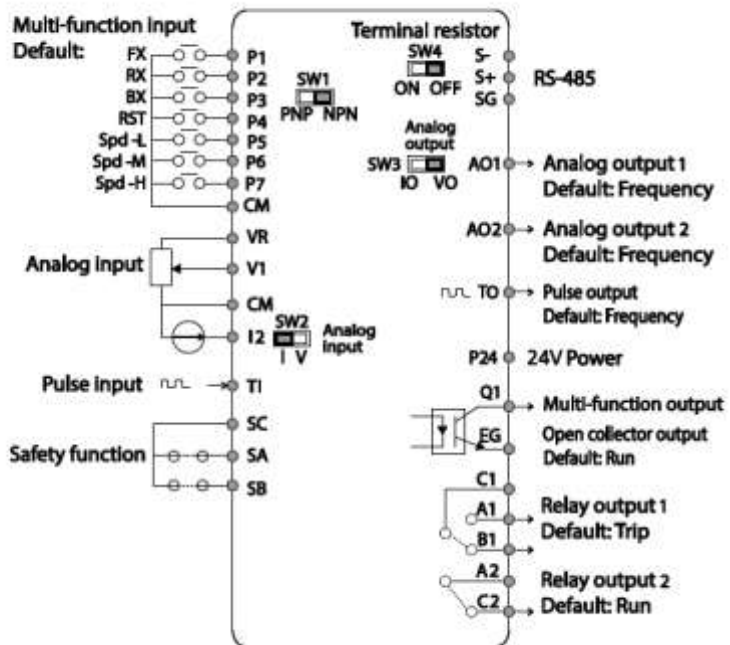 Multi-function input
Default:
FX P1
RX P2
BX P3
RST P4
Spd -L P5
Spd -M P6
Spd -H P7
CM
SW1
PNP NPN
Terminal resistor
SW4
ON OFF
S-
S+
SG
RS-485
Analog
output
SW3
IO VO
AO1
Analog output 1
Default: Frequency
AO2
Analog output 2
Default: Frequency
VR
Analog input
V1
CM
I2
SW2
I V
Analog
input
TO
Pulse output
Default: Frequency
P24
24V Power
Pulse input
TI
Q1
Multi-function output
EG
Open collector output
Default: Run
SC
Safety function
SA
SB
C1
A1
B1
Relay output 1
Default: Trip
A2
C2
Relay output 2
Default: Run